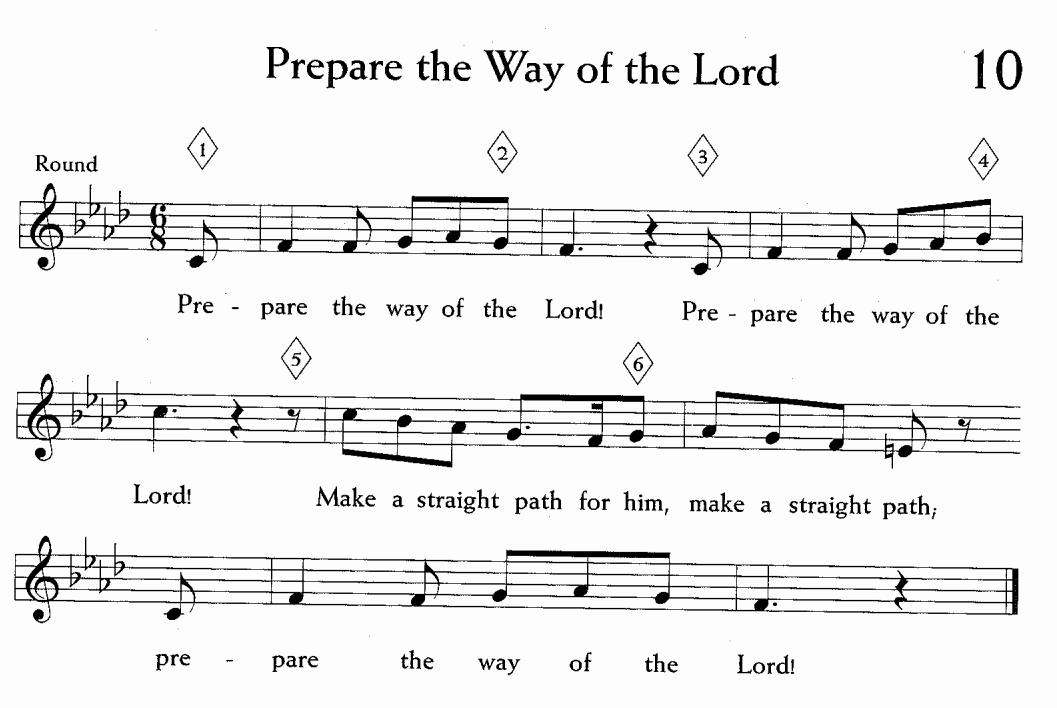 Prepare the Way of the Lord 10
1 2 3 4
Round
6
8
Pre - pare the way of the Lord! Pre - pare the way of the
5 6
Lord! Make a straight path for him, make a straight path;
pre - pare the way of the Lord!